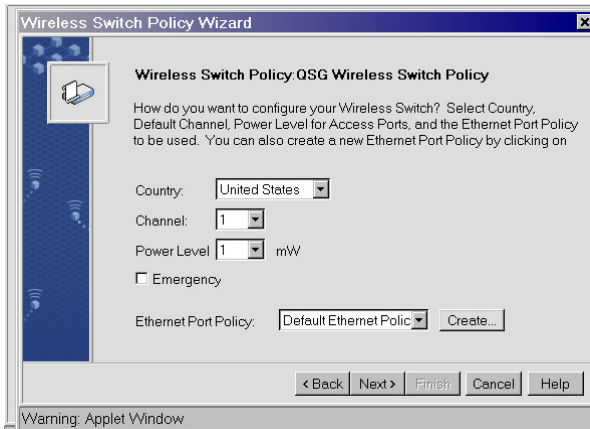 Wireless Switch Policy Wizard
Wireless Switch Policy:QSG Wireless Switch Policy
How do you want to configure your Wireless Switch? Select Country,
Default Channel, Power Level for Access Ports, and the Ethernet Port Policy
to be used. You can also create a new Ethernet Port Policy by clicking on
Country: United States
Channel: 1
Power Level 1 mW
Emergency
Ethernet Port Policy: Default Ethernet Polic Create...
< Back Next > Finish Cancel Help
Warning: Applet Window